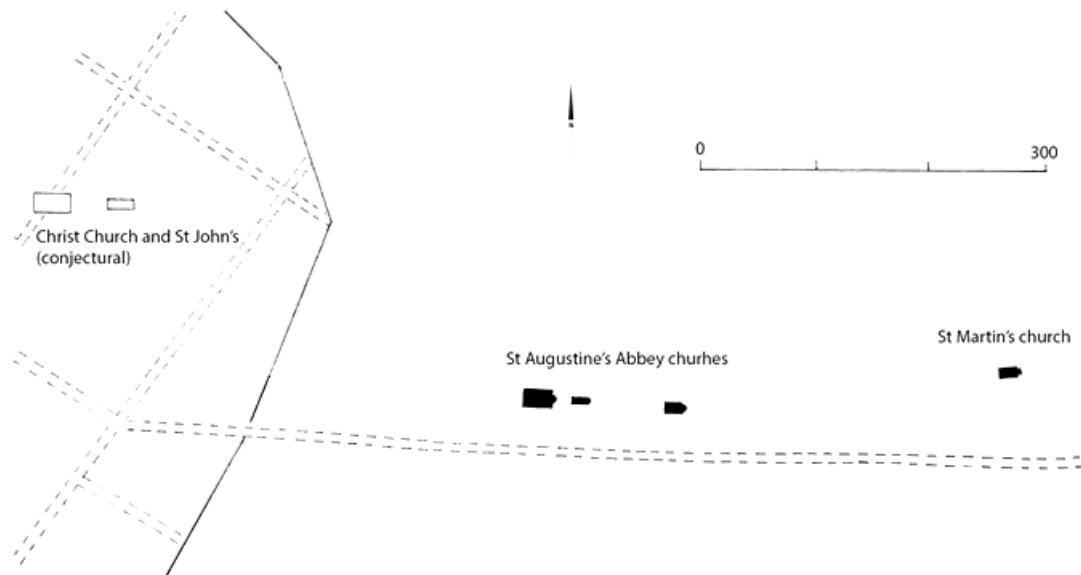 0 300
Christ Church and St John's
(conjectural)
St Martin's church
St Augustine's Abbey churhes